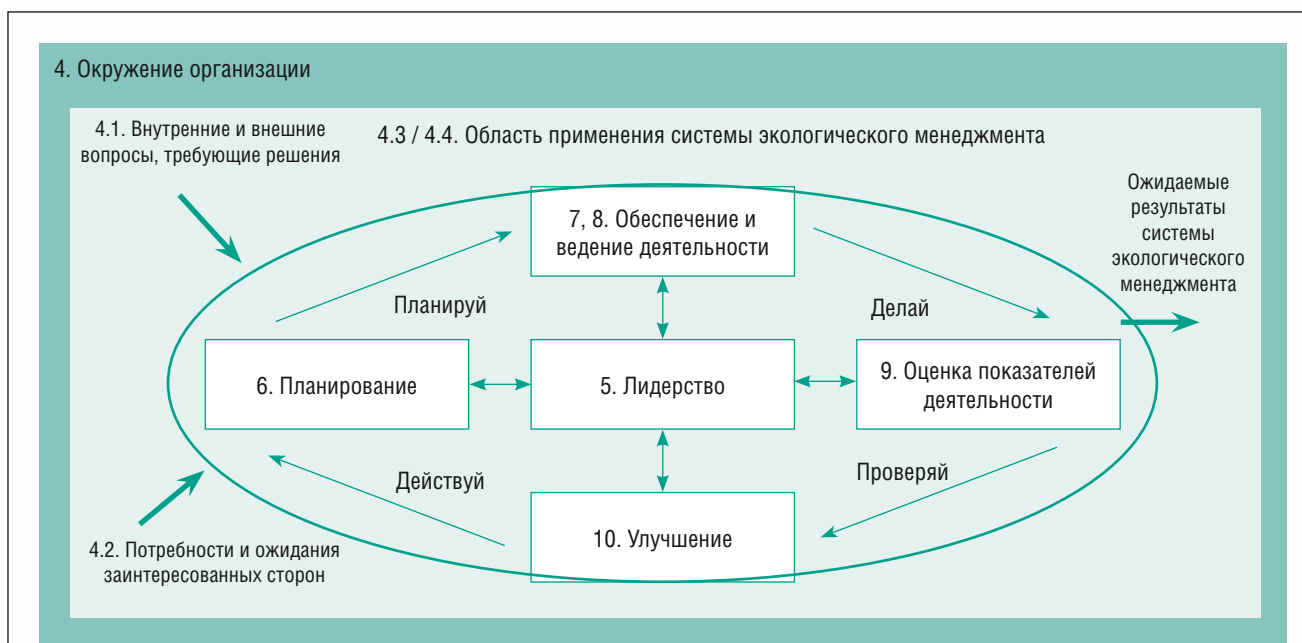 4. Окружение организации
4.1. Внутренние и внешние
вопросы, требующие решения
4.3 / 4.4. Область применения системы экологического менеджмента
Ожидаемые
результаты
системы
экологического
менеджмента
7, 8. Обеспечение и
ведение деятельности
Планируй
Делай
6. Планирование
5. Лидерство
9. Оценка показателей
деятельности
Действуй
Проверяй
10. Улучшение
4.2. Потребности и ожидания
заинтересованных сторон